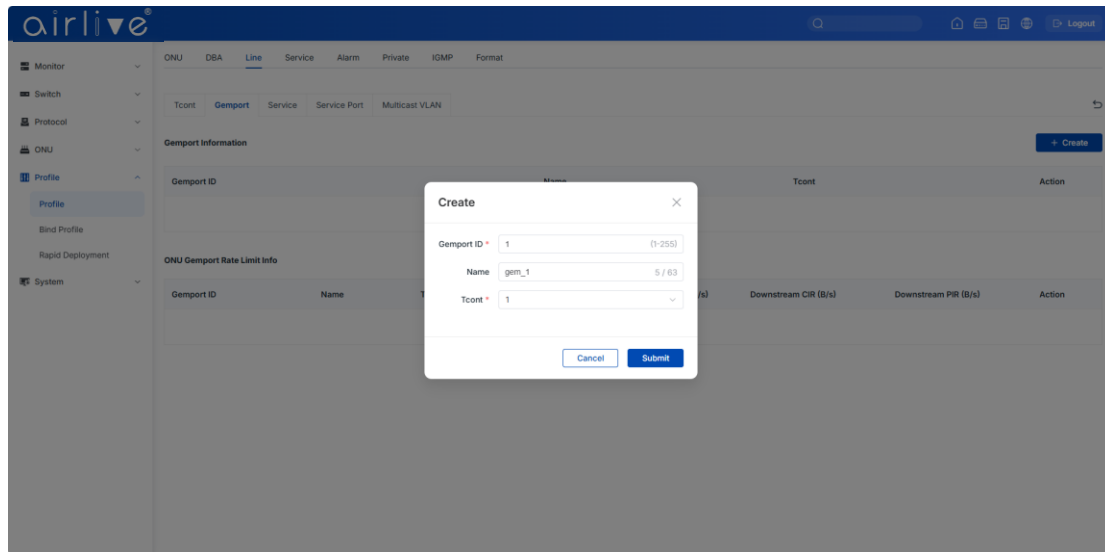 airlive®
Logout
Monitor
Switch
Protocol
ONU
Profile
Profile
Bind Profile
Rapid Deployment
System
ONU DBA Line Service Alarm Private IGMP Format
Tcont Gemport Service Service Port Multicast VLAN
Gemport Information
+ Create
Gemport ID Name Tcont Action
ONU Gemport Rate Limit Info
Gemport ID Name T /s) Downstream CIR (B/s) Downstream PIR (B/s) Action
Create
Gemport ID * 1 (1-255)
Name gem_1 5 / 63
Tcont * 1
Cancel Submit